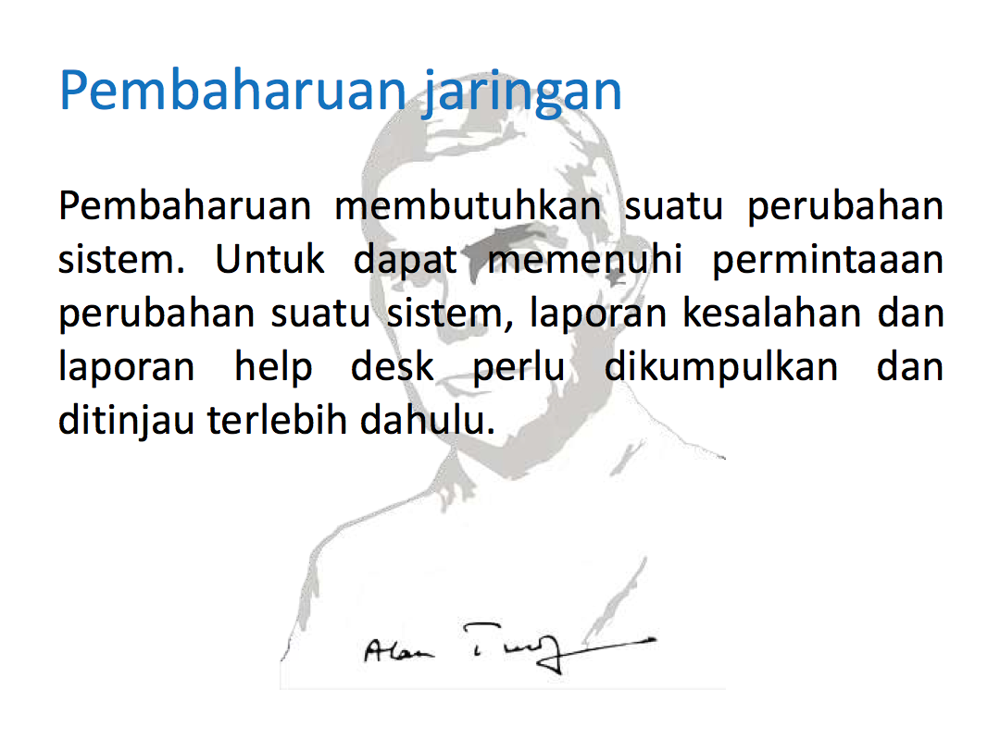 Pembaharuan jaringan
Pembaharuan membutuhkan suatu perubahan
sistem. Untuk dapat memenuhi permintaaan
perubahan suatu sistem, laporan kesalahan dan
laporan help desk perlu dikumpulkan dan
ditinjau terlebih dahulu.
Alan Turing